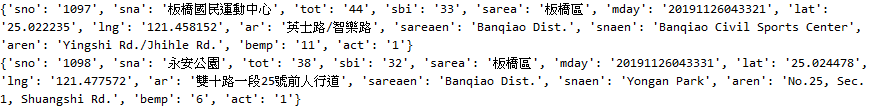 {'sno': '1097', 'sna': '板橋國民運動中心', 'tot': '44', 'sbi': '33', 'sarea': '板橋區', 'mday': '20191126043321', 'lat':
'25.022235', 'lng': '121.458152', 'ar': '英士路/智樂路', 'sareaen': 'Banqiao Dist.', 'snaen': 'Banqiao Civil Sports Center',
'aren': 'Yingshi Rd./Jhihle Rd.', 'bemp': '11', 'act': '1'}
{'sno': '1098', 'sna': '永安公園', 'tot': '38', 'sbi': '32', 'sarea': '板橋區', 'mday': '20191126043331', 'lat': '25.024478',
'lng': '121.477572', 'ar': '雙十路一段25號前人行道', 'sareaen': 'Banqiao Dist.', 'snaen': 'Yongan Park', 'aren': 'No.25, Sec.
1, Shuangshi Rd.', 'bemp': '6', 'act': '1'}